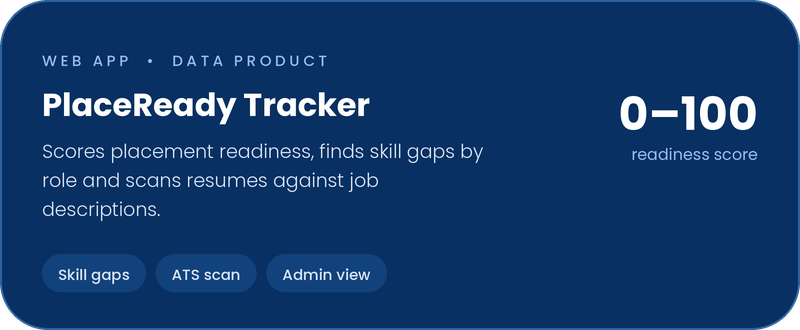 WEB APP • DATA PRODUCT
PlaceReady Tracker
Scores placement readiness, finds skill gaps by
role and scans resumes against job
descriptions.
0–100
readiness score
Skill gaps
ATS scan
Admin view